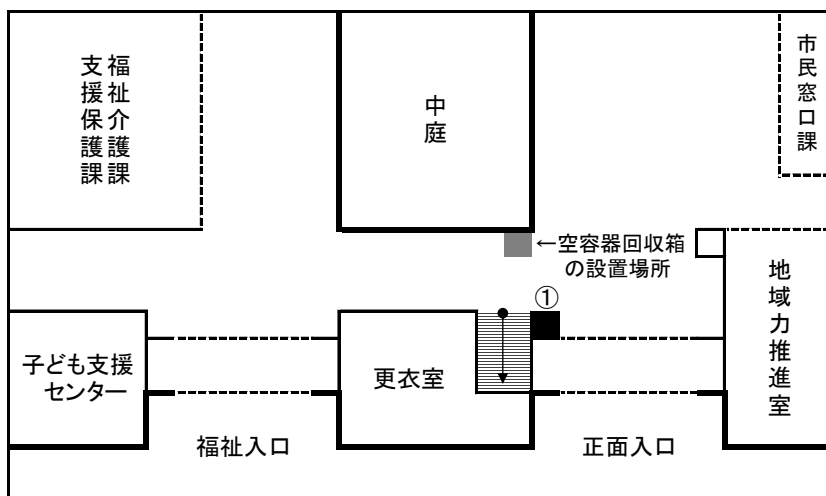 福祉介護課
支援保護課
中庭
市民窓口課
←空容器回収箱
の設置場所
①
地域力推進室
子ども支援
センター
更衣室
福祉入口
正面入口